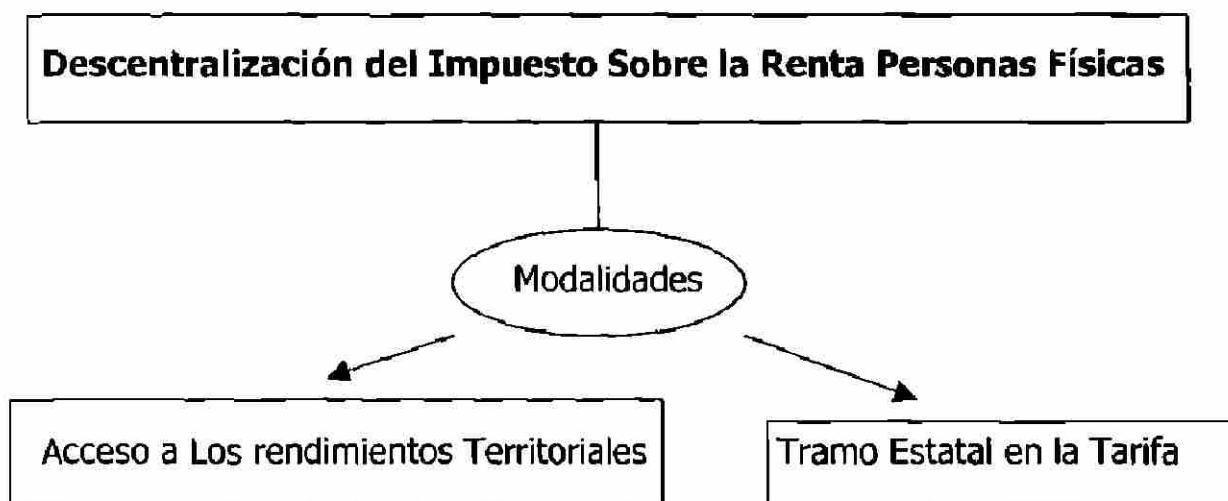 Descentralización del Impuesto Sobre la Renta Personas Físicas
Modalidades
Acceso a Los rendimientos Territoriales
Tramo Estatal en la Tarifa